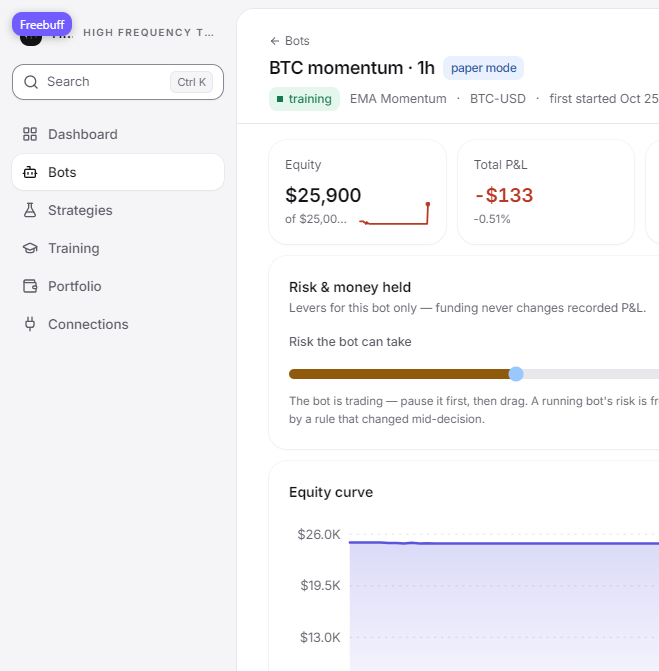 Freebuff
HIGH FREQUENCY T...
Search
Ctrl K
Dashboard
Bots
Strategies
Training
Portfolio
Connections
← Bots
BTC momentum · 1h
paper mode
training
EMA Momentum · BTC-USD · first started Oct 25
Equity
$25,900
of $25,00...
Total P&L
-$133
-0.51%
Risk & money held
Levers for this bot only — funding never changes recorded P&L.
Risk the bot can take
The bot is trading — pause it first, then drag. A running bot's risk is fr
by a rule that changed mid-decision.
Equity curve
$26.0K
$19.5K
$13.0K